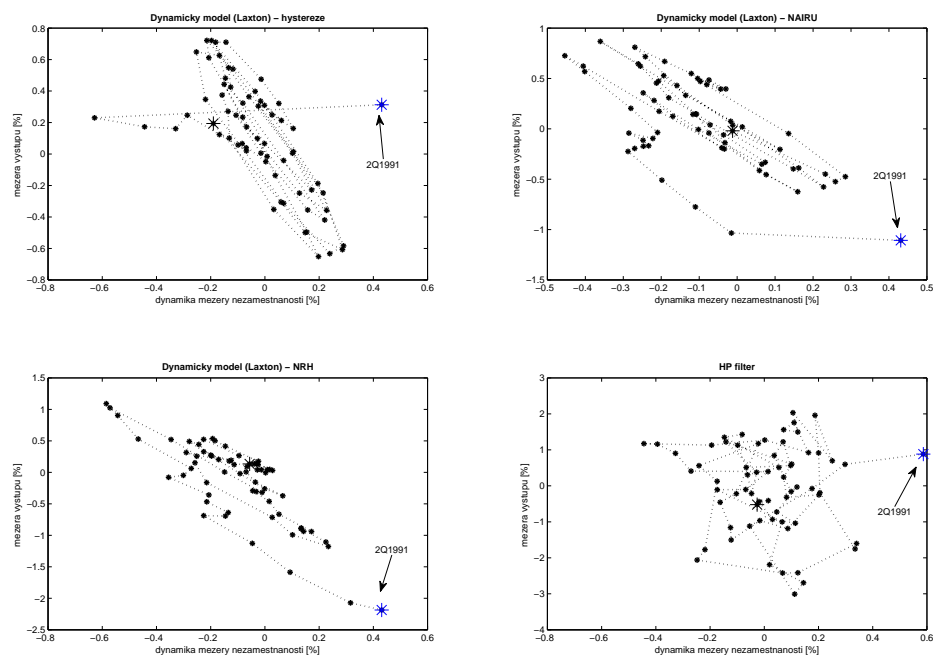 Dynamicky model (Laxton) – hystereze
0.8
0.6
0.4
0.2
0
−0.2
−0.4
−0.6
−0.8
mezera vystupu [%]
2Q1991
−0.8 −0.6 −0.4 −0.2 0 0.2 0.4 0.6
dynamika mezery nezamestnanosti [%]
Dynamicky model (Laxton) – NAIRU
1
0.5
0
−0.5
−1
−1.5
mezera vystupu [%]
2Q1991
−0.5 −0.4 −0.3 −0.2 −0.1 0 0.1 0.2 0.3 0.4 0.5
dynamika mezery nezamestnanosti [%]
Dynamicky model (Laxton) – NRH
1.5
1
0.5
0
−0.5
−1
−1.5
−2
−2.5
mezera vystupu [%]
2Q1991
−0.8 −0.6 −0.4 −0.2 0 0.2 0.4 0.6
dynamika mezery nezamestnanosti [%]
HP filter
3
2
1
0
−1
−2
−3
−4
mezera vystupu [%]
2Q1991
−0.8 −0.6 −0.4 −0.2 0 0.2 0.4 0.6
dynamika mezery nezamestnanosti [%]